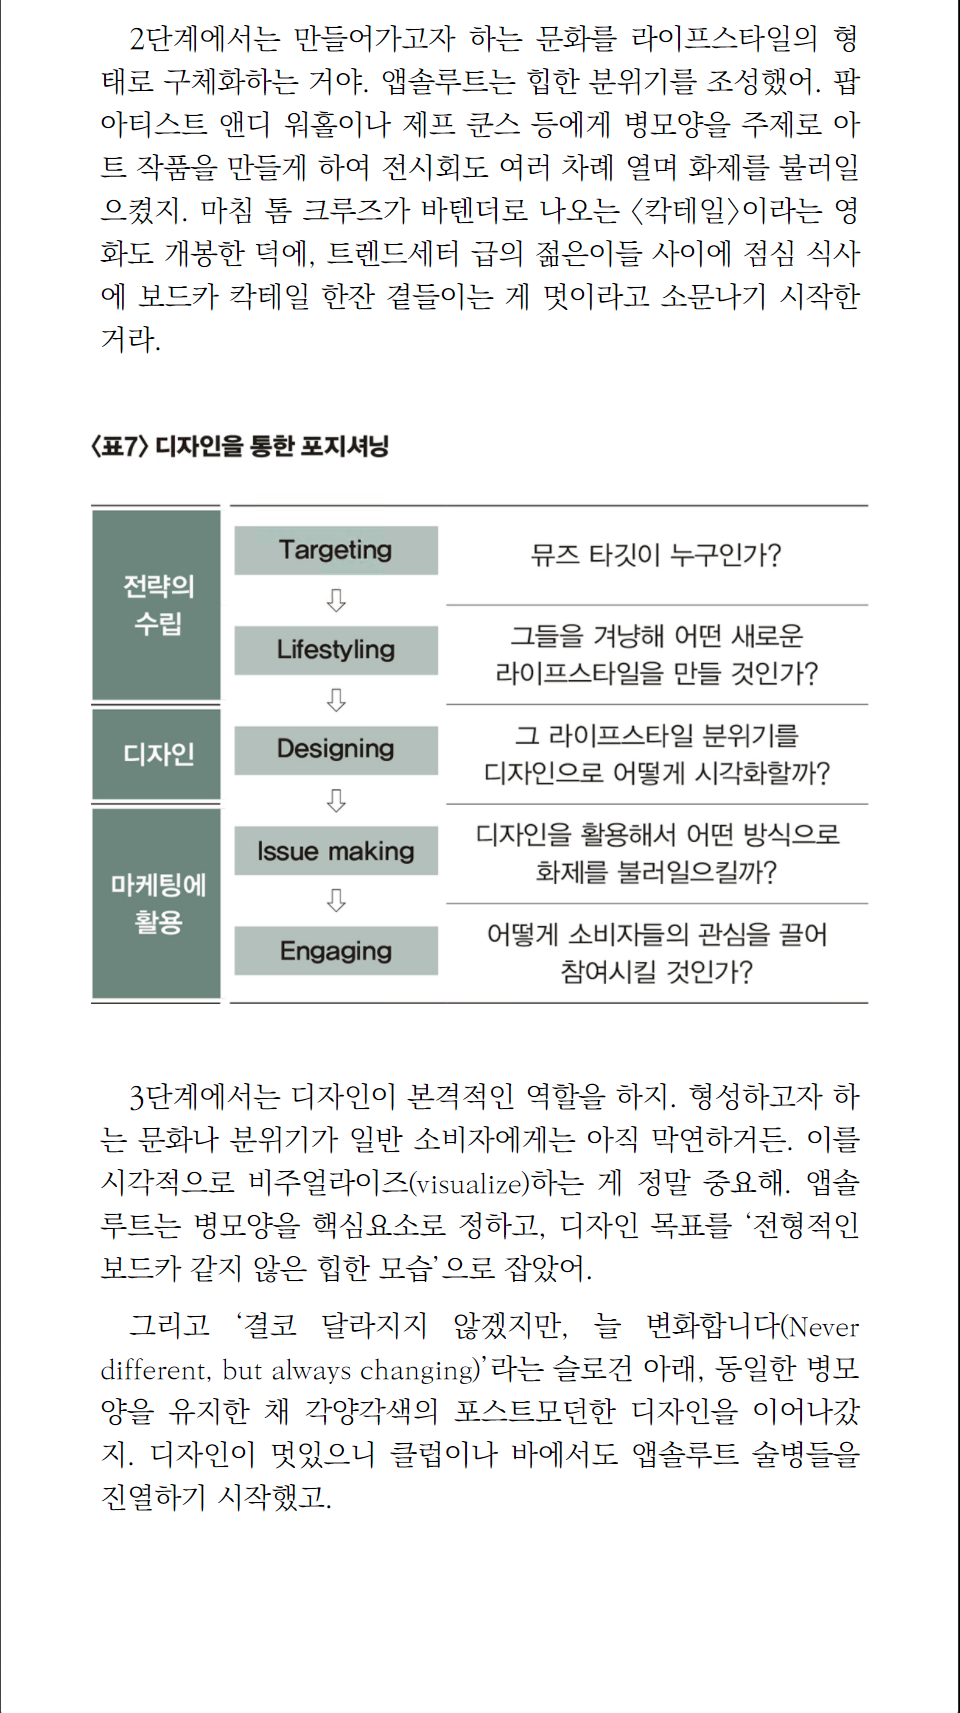 2단계에서는 만들어가고자 하는 문화를 라이프스타일의 형
태로 구체화하는 거야. 앱솔루트는 힙한 분위기를 조성했어. 팝
아티스트 앤디 워홀이나 제프 쿤스 등에게 병모양을 주제로 아
트 작품을 만들게 하여 전시회도 여러 차례 열며 화제를 불러일
으켰지. 마침 톰 크루즈가 바텐더로 나오는 〈칵테일〉이라는 영
화도 개봉한 덕에, 트렌드세터 급의 젊은이들 사이에 점심 식사
에 보드카 칵테일 한잔 곁들이는 게 멋이라고 소문나기 시작한
거라.
〈표7〉 디자인을 통한 포지셔닝
전략의
수립
Targeting
뮤즈 타깃이 누구인가?
Lifestyling
그들을 겨냥해 어떤 새로운
라이프스타일을 만들 것인가?
디자인
Designing
그 라이프스타일 분위기를
디자인으로 어떻게 시각화할까?
마케팅에
활용
Issue making
디자인을 활용해서 어떤 방식으로
화제를 불러일으킬까?
Engaging
어떻게 소비자들의 관심을 끌어
참여시킬 것인가?
3단계에서는 디자인이 본격적인 역할을 하지. 형성하고자 하
는 문화나 분위기가 일반 소비자에게는 아직 막연하거든. 이를
시각적으로 비주얼라이즈(visualize)하는 게 정말 중요해. 앱솔
루트는 병모양을 핵심요소로 정하고, 디자인 목표를 ‘전형적인
보드카 같지 않은 힙한 모습’으로 잡았어.
그리고 ‘결코 달라지지 않겠지만, 늘 변화합니다(Never
different, but always changing)’라는 슬로건 아래, 동일한 병모
양을 유지한 채 각양각색의 포스트모던한 디자인을 이어나갔
지. 디자인이 멋있으니 클럽이나 바에서도 앱솔루트 술병들을
진열하기 시작했고.